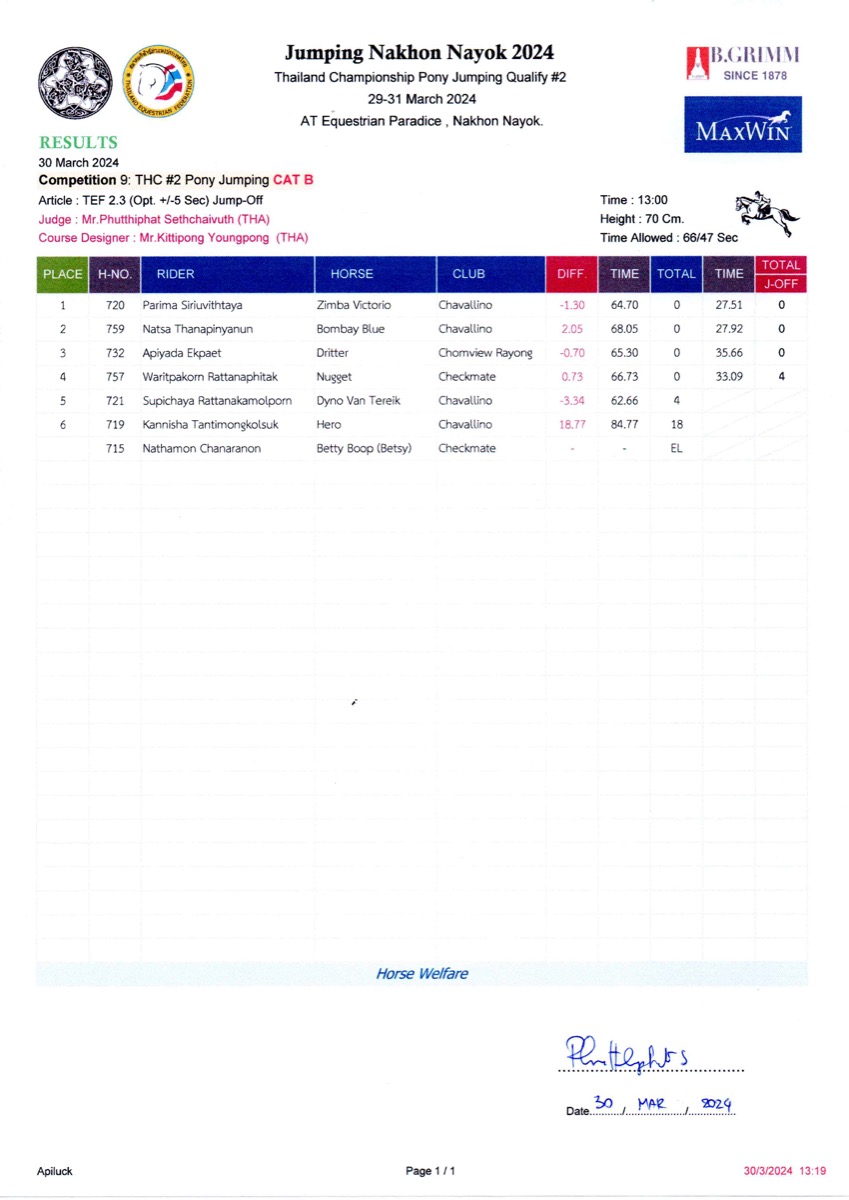 Jumping Nakhon Nayok 2024
Thailand Championship Pony Jumping Qualify #2
29-31 March 2024
AT Equestrian Paradice , Nakhon Nayok.
THAILAND EQUESTRIAN FEDERATION
B.GRIMM
SINCE 1878
MAXWIN
RESULTS
30 March 2024
Competition 9: THC #2 Pony Jumping CAT B
Article : TEF 2.3 (Opt. +/-5 Sec) Jump-Off
Judge : Mr.Phutthiphat Sethchaivuth (THA)
Course Designer : Mr.Kittipong Youngpong (THA)
Time : 13:00
Height : 70 Cm.
Time Allowed : 66/47 Sec
PLACE H-NO. RIDER HORSE CLUB DIFF. TIME TOTAL TIME TOTAL J-OFF
1 720 Parima Siriuvithtaya Zimba Victorio Chavallino -1.30 64.70 0 27.51 0
2 759 Natsa Thanapinyanun Bombay Blue Chavallino 2.05 68.05 0 27.92 0
3 732 Apiyada Ekpaet Dritter Chomview Rayong -0.70 65.30 0 35.66 0
4 757 Waritpakorn Rattanaphitak Nugget Checkmate 0.73 66.73 0 33.09 4
5 721 Supichaya Rattanakamolporn Dyno Van Tereik Chavallino -3.34 62.66 4
6 719 Kannisha Tantimongkolsuk Hero Chavallino 18.77 84.77 18
715 Nathamon Chanaranon Betty Boop (Betsy) Checkmate - - EL
Horse Welfare
Date 30 / MAR / 2024
Apiluck
Page 1 / 1
30/3/2024 13:19